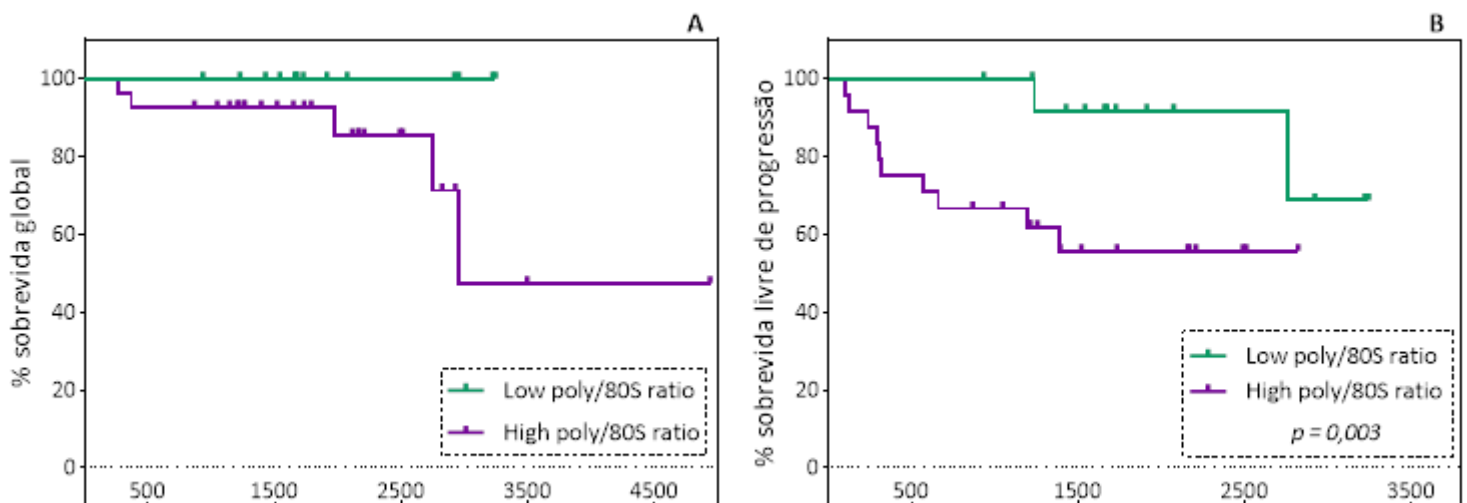 A
% sobrevida global
100
80
60
40
20
0
500
1500
2500
3500
4500
Low poly/80S ratio
High poly/80S ratio
B
% sobrevida livre de progressão
100
80
60
40
20
0
500
1500
2500
3500
Low poly/80S ratio
High poly/80S ratio
p = 0,003